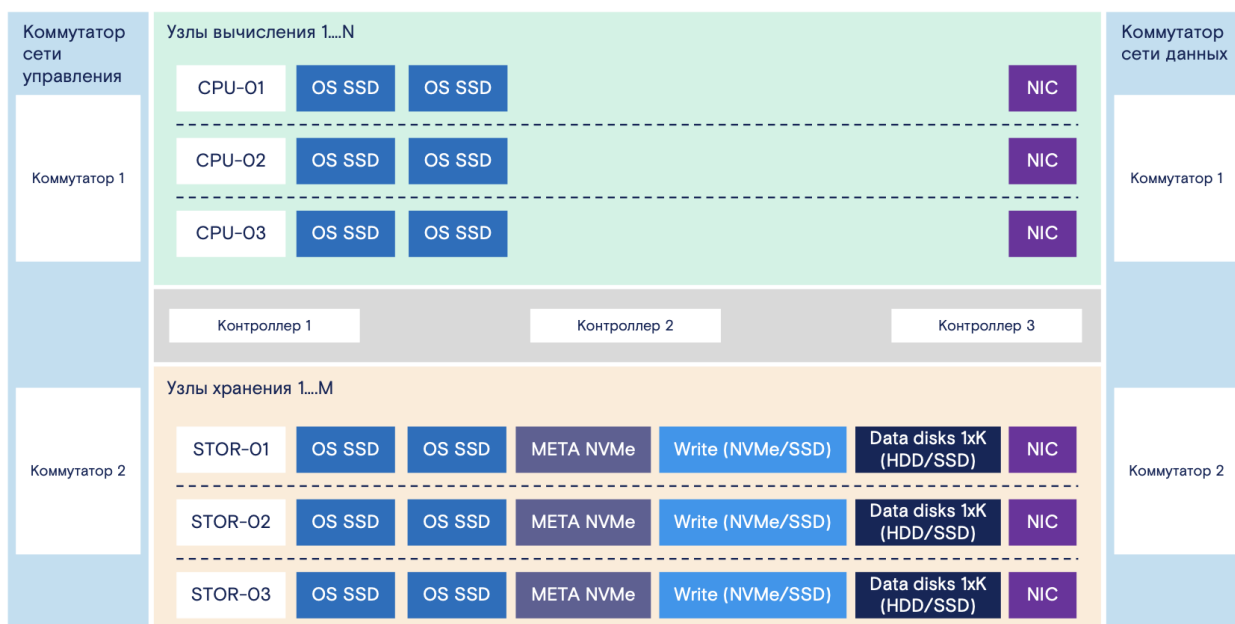 Коммутатор
сети
управления
Коммутатор 1
Коммутатор 2
Узлы вычисления 1....N
CPU-01 OS SSD OS SSD NIC
CPU-02 OS SSD OS SSD NIC
CPU-03 OS SSD OS SSD NIC
Контроллер 1 Контроллер 2 Контроллер 3
Узлы хранения 1....M
STOR-01 OS SSD OS SSD META NVMe Write (NVMe/SSD) Data disks 1xK (HDD/SSD) NIC
STOR-02 OS SSD OS SSD META NVMe Write (NVMe/SSD) Data disks 1xK (HDD/SSD) NIC
STOR-03 OS SSD OS SSD META NVMe Write (NVMe/SSD) Data disks 1xK (HDD/SSD) NIC
Коммутатор
сети данных
Коммутатор 1
Коммутатор 2